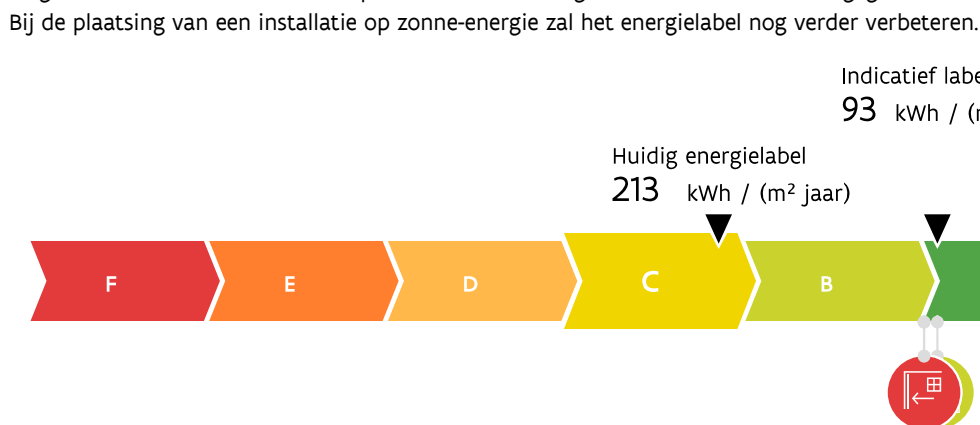 Bij de plaatsing van een installatie op zonne-energie zal het energielabel nog verder verbeteren.
Indicatief
93 kWh /
Huidig energielabel
213 kWh / (m² jaar)
F E D C B